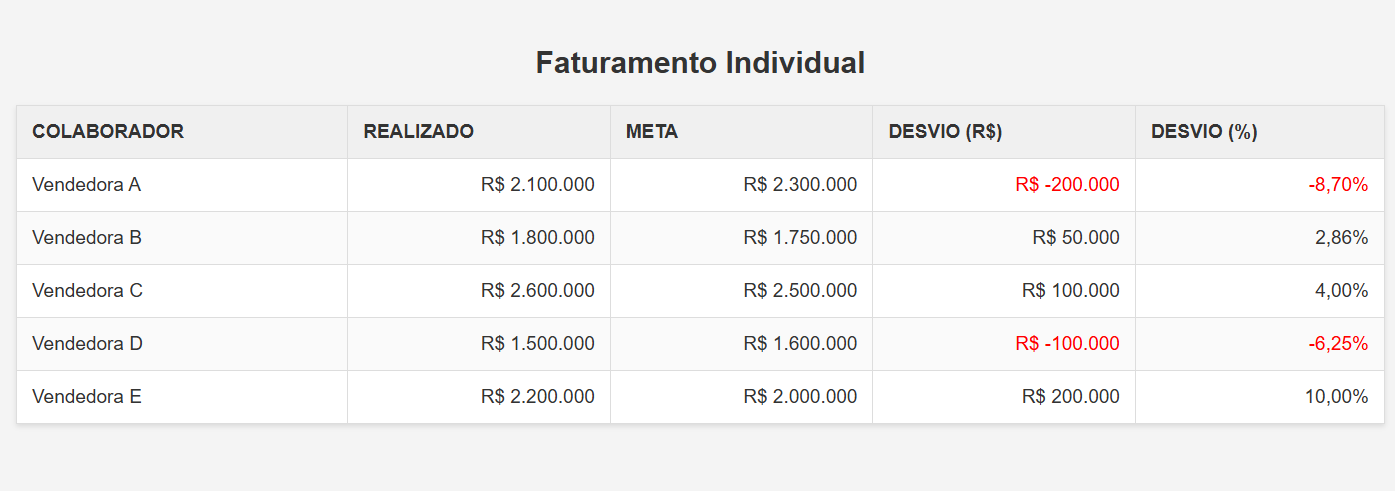 Faturamento Individual
COLABORADOR REALIZADO META DESVIO (R$) DESVIO (%)
Vendedora A R$ 2.100.000 R$ 2.300.000 R$ -200.000 -8,70%
Vendedora B R$ 1.800.000 R$ 1.750.000 R$ 50.000 2,86%
Vendedora C R$ 2.600.000 R$ 2.500.000 R$ 100.000 4,00%
Vendedora D R$ 1.500.000 R$ 1.600.000 R$ -100.000 -6,25%
Vendedora E R$ 2.200.000 R$ 2.000.000 R$ 200.000 10,00%